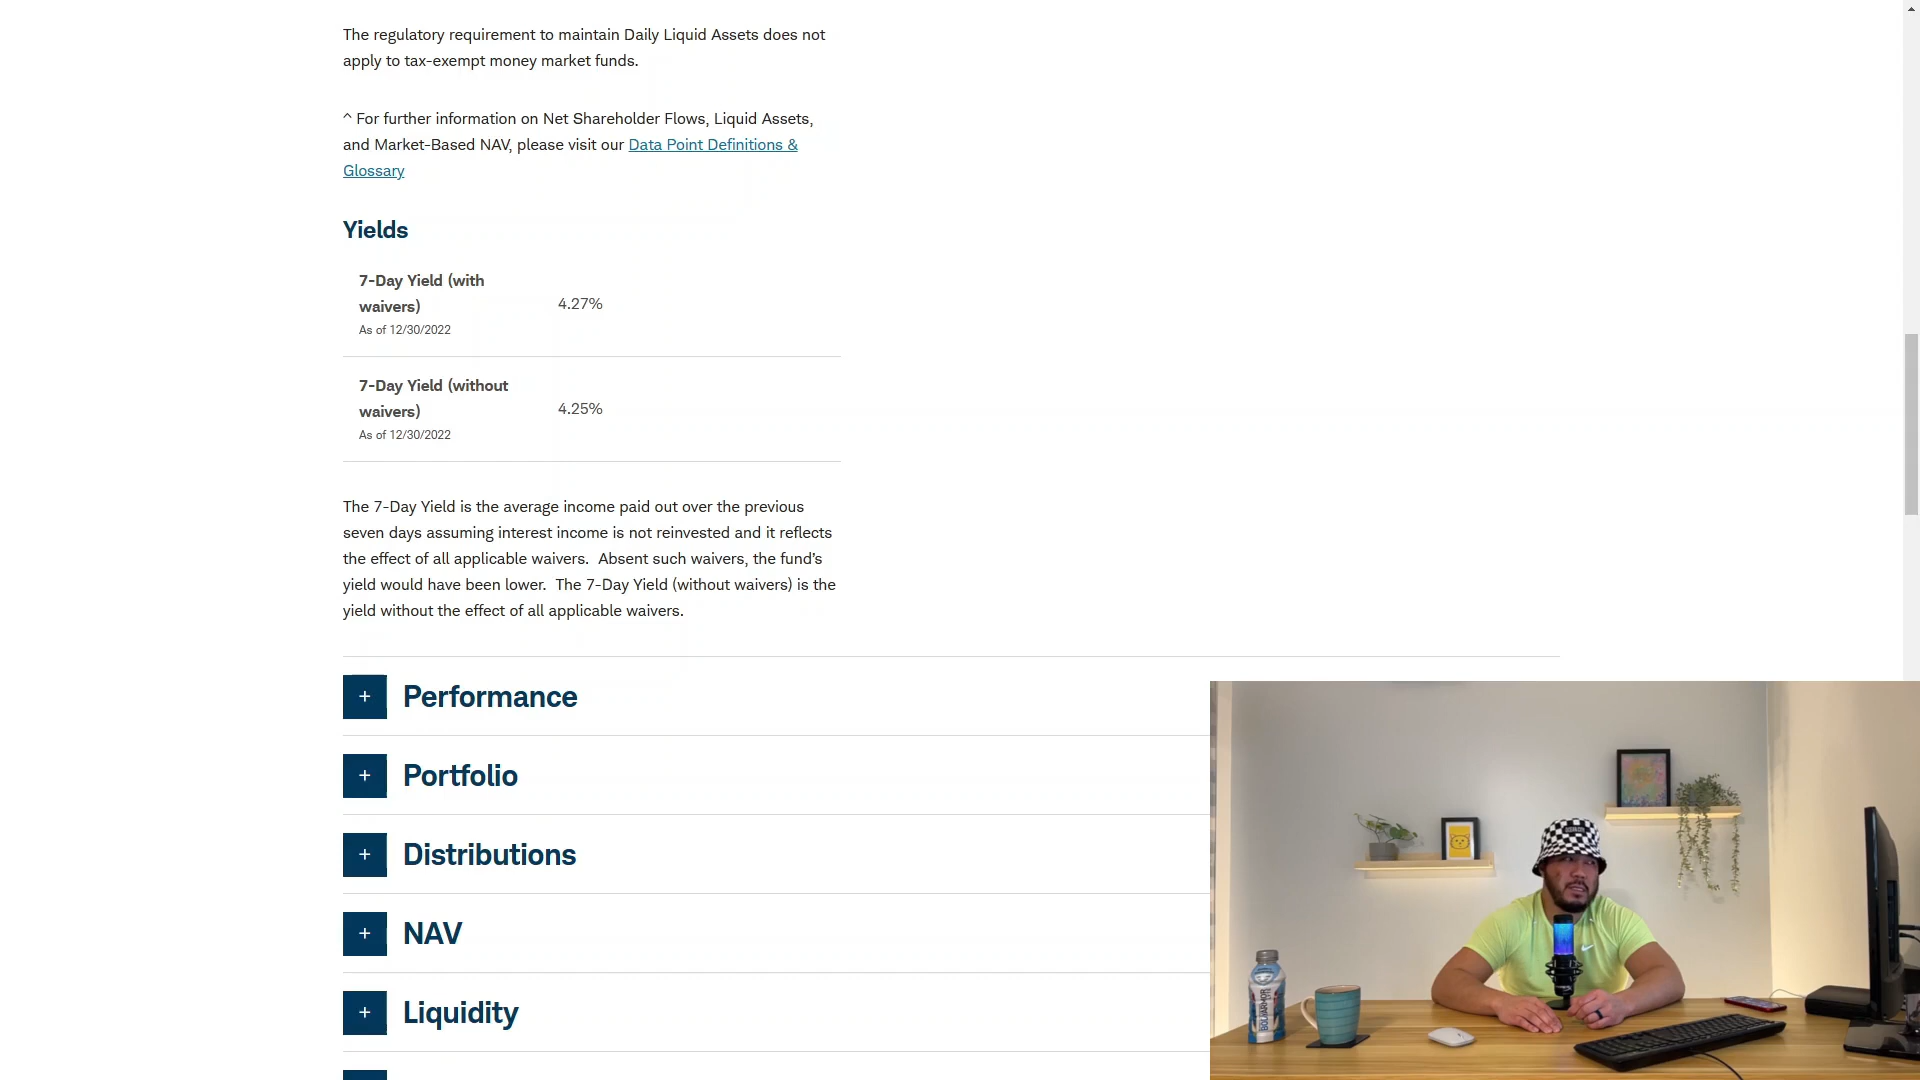 The regulatory requirement to maintain Daily Liquid Assets does not
apply to tax-exempt money market funds.
^ For further information on Net Shareholder Flows, Liquid Assets,
and Market-Based NAV, please visit our Data Point Definitions &
Glossary
Yields
7-Day Yield (with
waivers)
As of 12/30/2022
4.27%
7-Day Yield (without
waivers)
As of 12/30/2022
4.25%
The 7-Day Yield is the average income paid out over the previous
seven days assuming interest income is not reinvested and it reflects
the effect of all applicable waivers.  Absent such waivers, the fund’s
yield would have been lower.  The 7-Day Yield (without waivers) is the
yield without the effect of all applicable waivers.
+ Performance
+ Portfolio
+ Distributions
+ NAV
+ Liquidity
BODYARMOR